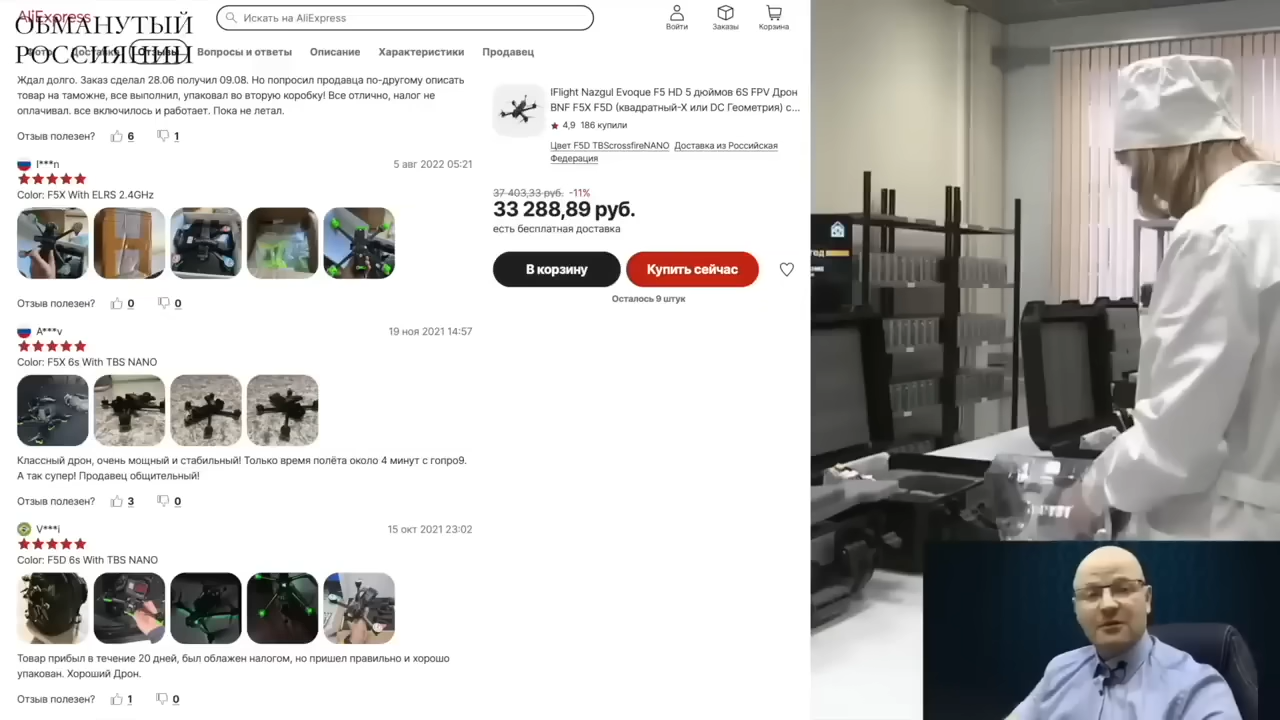 AliExpress
ОБМАНУТЫЙ
РОССИЯНИН
Искать на AliExpress
Войти
Заказы
Корзина
Отзывы
Вопросы и ответы
Описание
Характеристики
Продавец
Ждал долго. Заказ сделал 28.06 получил 09.08. Но попросил продавца по-другому описать
товар на таможне, все выполнил, упаковал во вторую коробку! Все отлично, налог не
оплачивал. все включилось и работает. Пока не летал.
Отзыв полезен?
6
1
I***n
5 авг 2022 05:21
Color: F5X With ELRS 2.4GHz
Отзыв полезен?
0
0
A***v
19 ноя 2021 14:57
Color: F5X 6s With TBS NANO
Классный дрон, очень мощный и стабильный! Только время полёта около 4 минут с гопро9.
А так супер! Продавец общительный!
Отзыв полезен?
3
0
V***i
15 окт 2021 23:02
Color: F5D 6s With TBS NANO
Товар прибыл в течение 20 дней, был облажен налогом, но пришел правильно и хорошо
упакован. Хороший Дрон.
Отзыв полезен?
1
0
IFlight Nazgul Evoque F5 HD 5 дюймов 6S FPV Дрон
BNF F5X F5D (квадратный-X или DC Геометрия) с...
4,9 186 купили
Цвет F5D TBScrossfireNANO Доставка из Российская
Федерация
37 403,33 руб. -11%
33 288,89 руб.
есть бесплатная доставка
В корзину
Купить сейчас
Осталось 9 штук